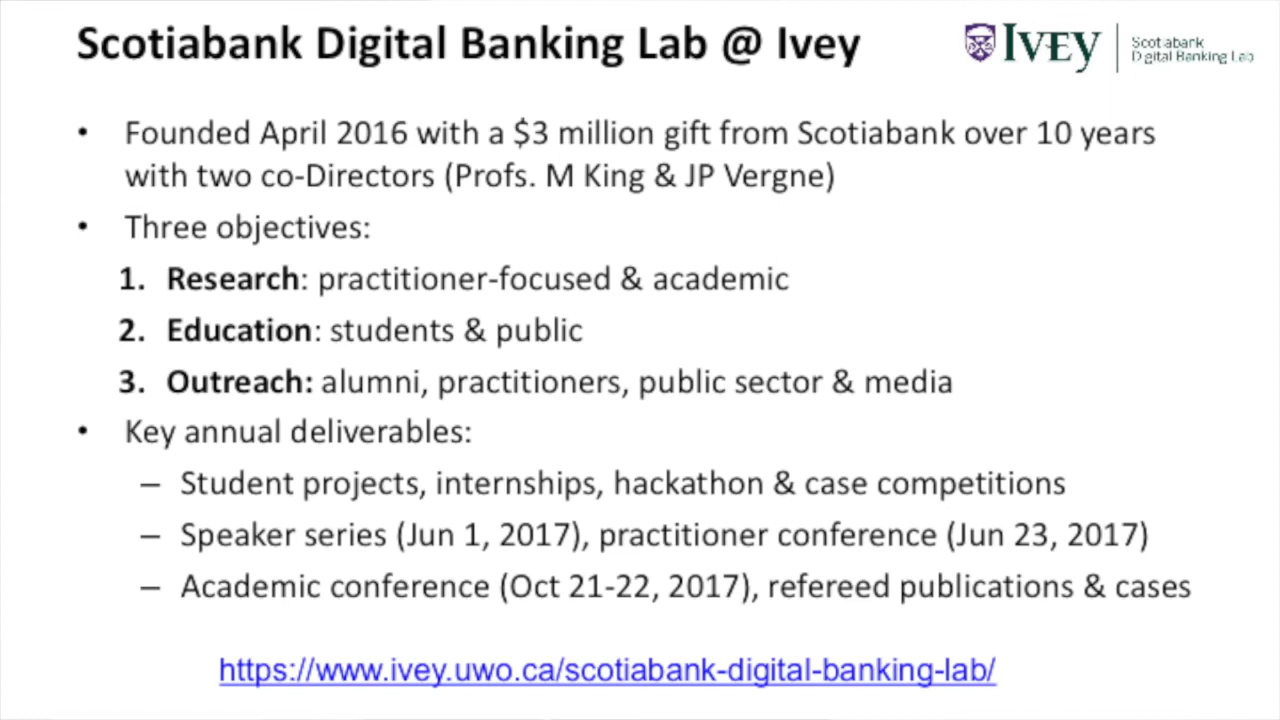 Scotiabank Digital Banking Lab @ Ivey
IVEY
Scotiabank
Digital Banking Lab
• Founded April 2016 with a $3 million gift from Scotiabank over 10 years
with two co-Directors (Profs. M King & JP Vergne)
• Three objectives:
1. Research: practitioner-focused & academic
2. Education: students & public
3. Outreach: alumni, practitioners, public sector & media
• Key annual deliverables:
– Student projects, internships, hackathon & case competitions
– Speaker series (Jun 1, 2017), practitioner conference (Jun 23, 2017)
– Academic conference (Oct 21-22, 2017), refereed publications & cases
https://www.ivey.uwo.ca/scotiabank-digital-banking-lab/